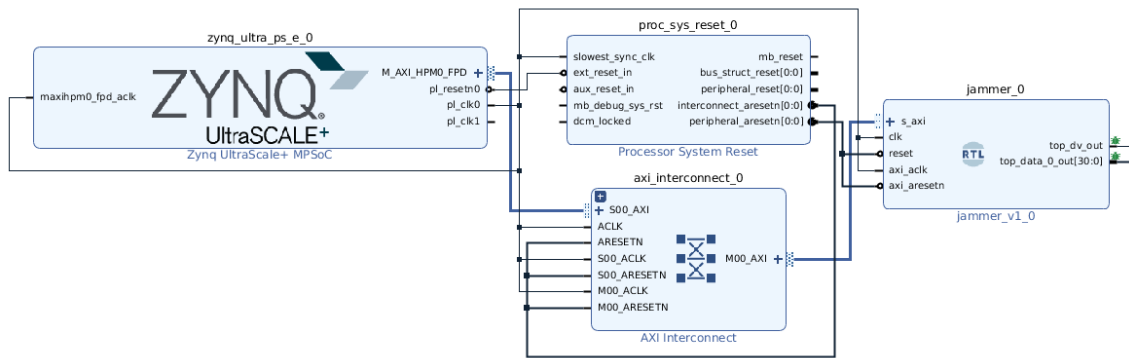 zynq_ultra_ps_e_0
maxihpm0_fpd_aclk
ZYNQ.
UltraSCALE+
M_AXI_HPM0_FPD
pl_resetn0
pl_clk0
pl_clk1
Zynq UltraScale+ MPSoC
proc_sys_reset_0
slowest_sync_clk
ext_reset_in
aux_reset_in
mb_debug_sys_rst
dcm_locked
mb_reset
bus_struct_reset[0:0]
peripheral_reset[0:0]
interconnect_aresetn[0:0]
peripheral_aresetn[0:0]
Processor System Reset
axi_interconnect_0
S00_AXI
ACLK
ARESETN
S00_ACLK
S00_ARESETN
M00_ACLK
M00_ARESETN
M00_AXI
AXI Interconnect
jammer_0
s_axi
clk
reset
axi_aclk
axi_aresetn
RTL
top_dv_out
top_data_0_out[30:0]
jammer_v1_0